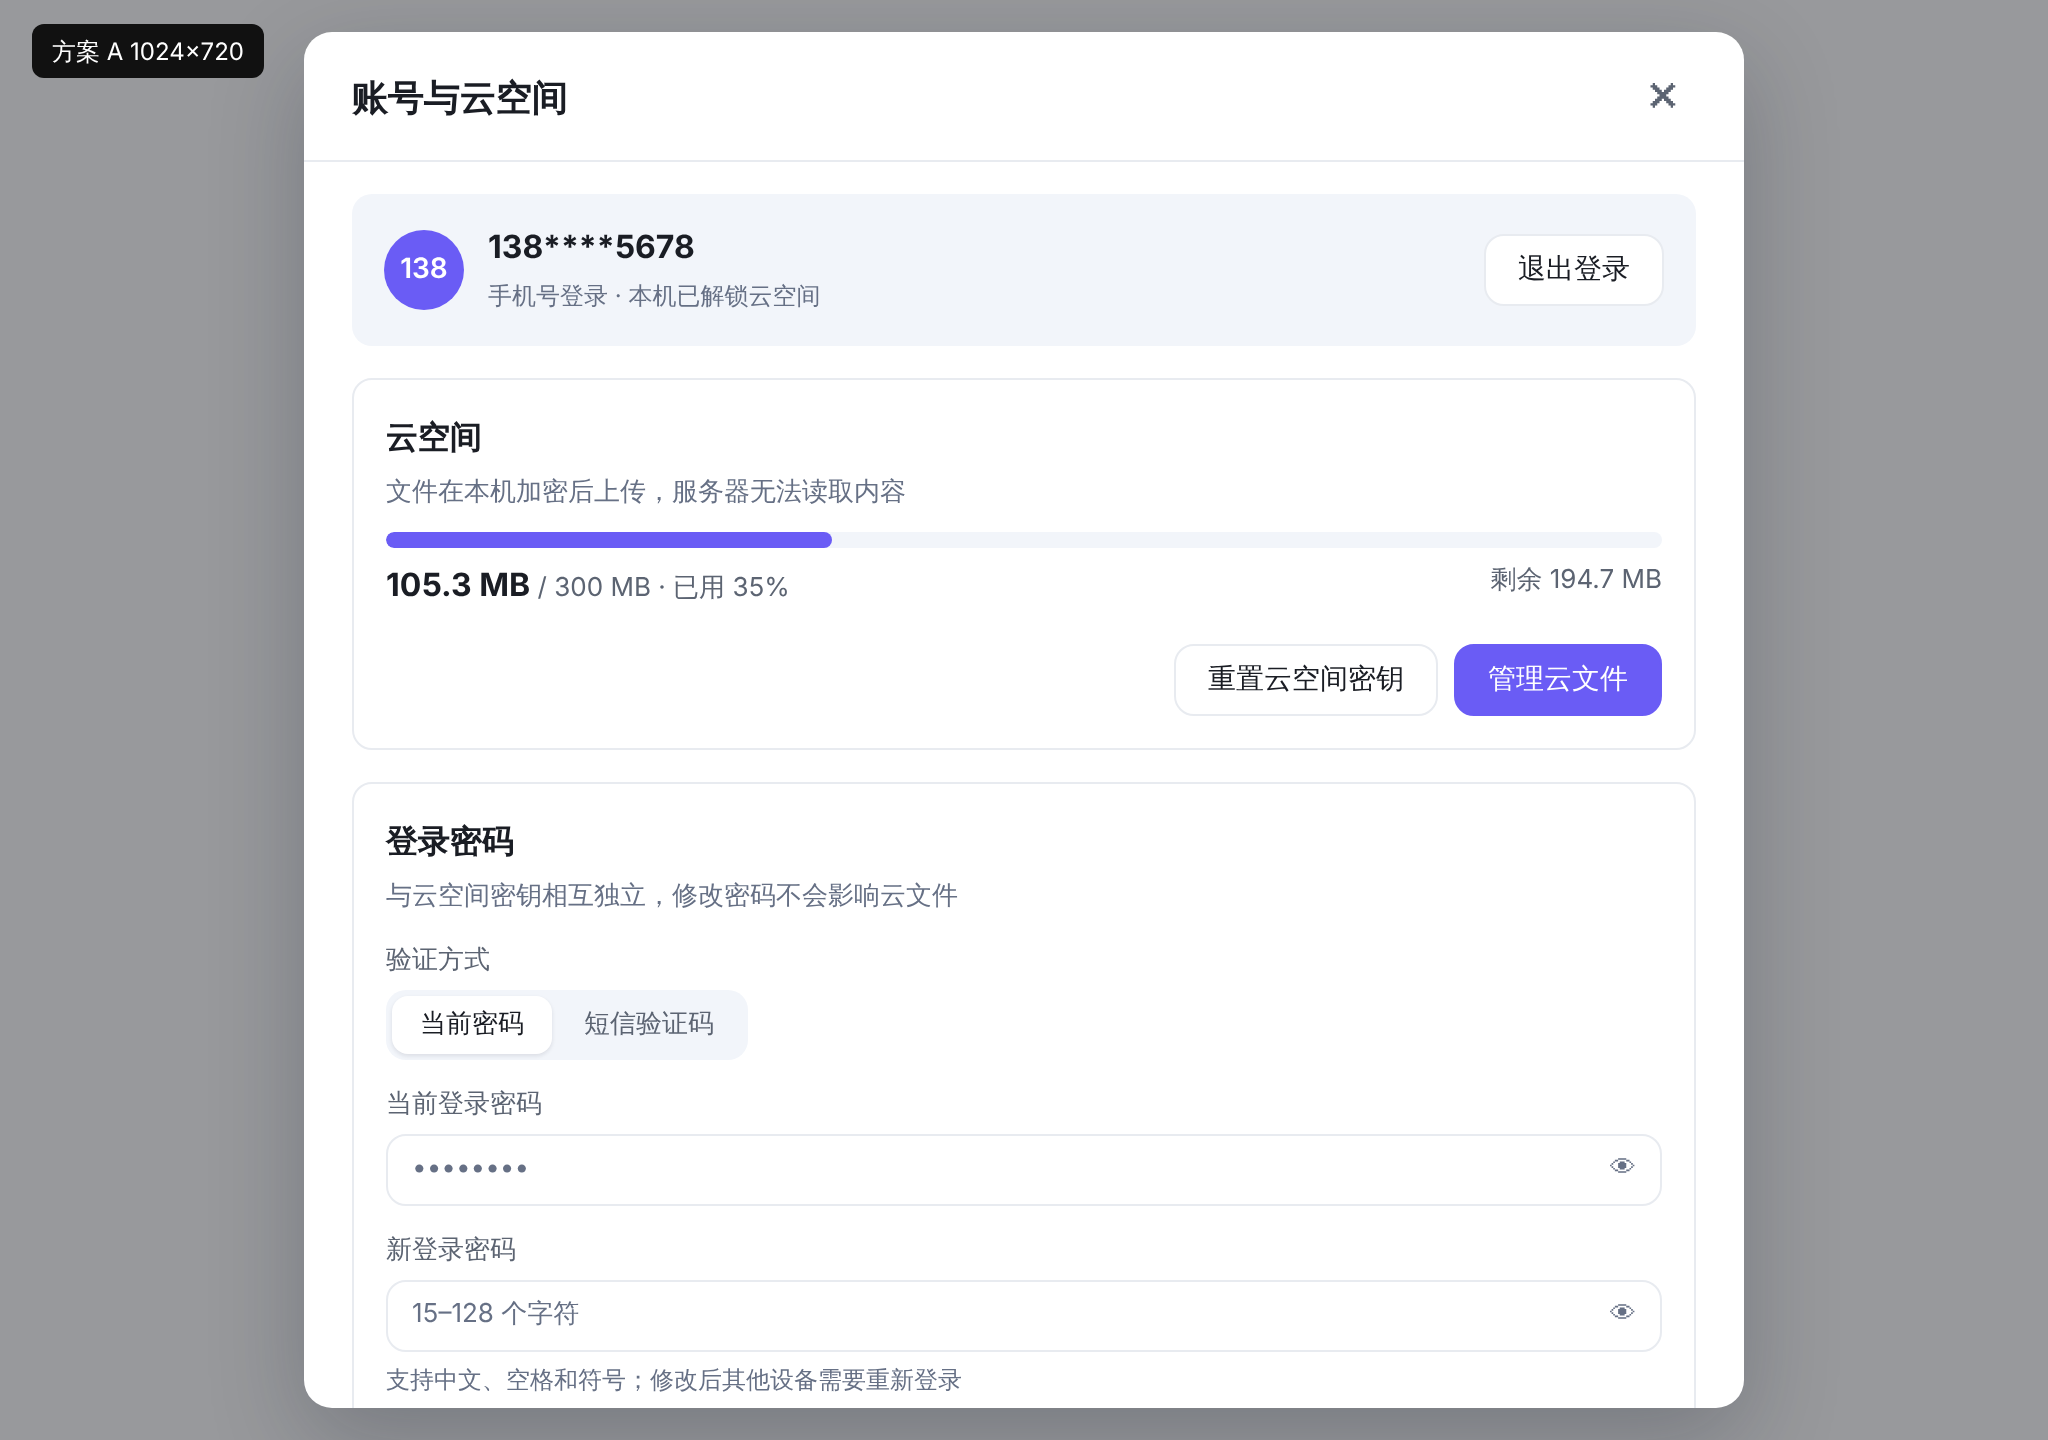 方案 A 1024×720
账号与云空间
138
138****5678
手机号登录 · 本机已解锁云空间
退出登录
云空间
文件在本机加密后上传，服务器无法读取内容
105.3 MB / 300 MB · 已用 35%
剩余 194.7 MB
重置云空间密钥
管理云文件
登录密码
与云空间密钥相互独立，修改密码不会影响云文件
验证方式
当前密码
短信验证码
当前登录密码
••••••••
新登录密码
15–128 个字符
支持中文、空格和符号；修改后其他设备需要重新登录